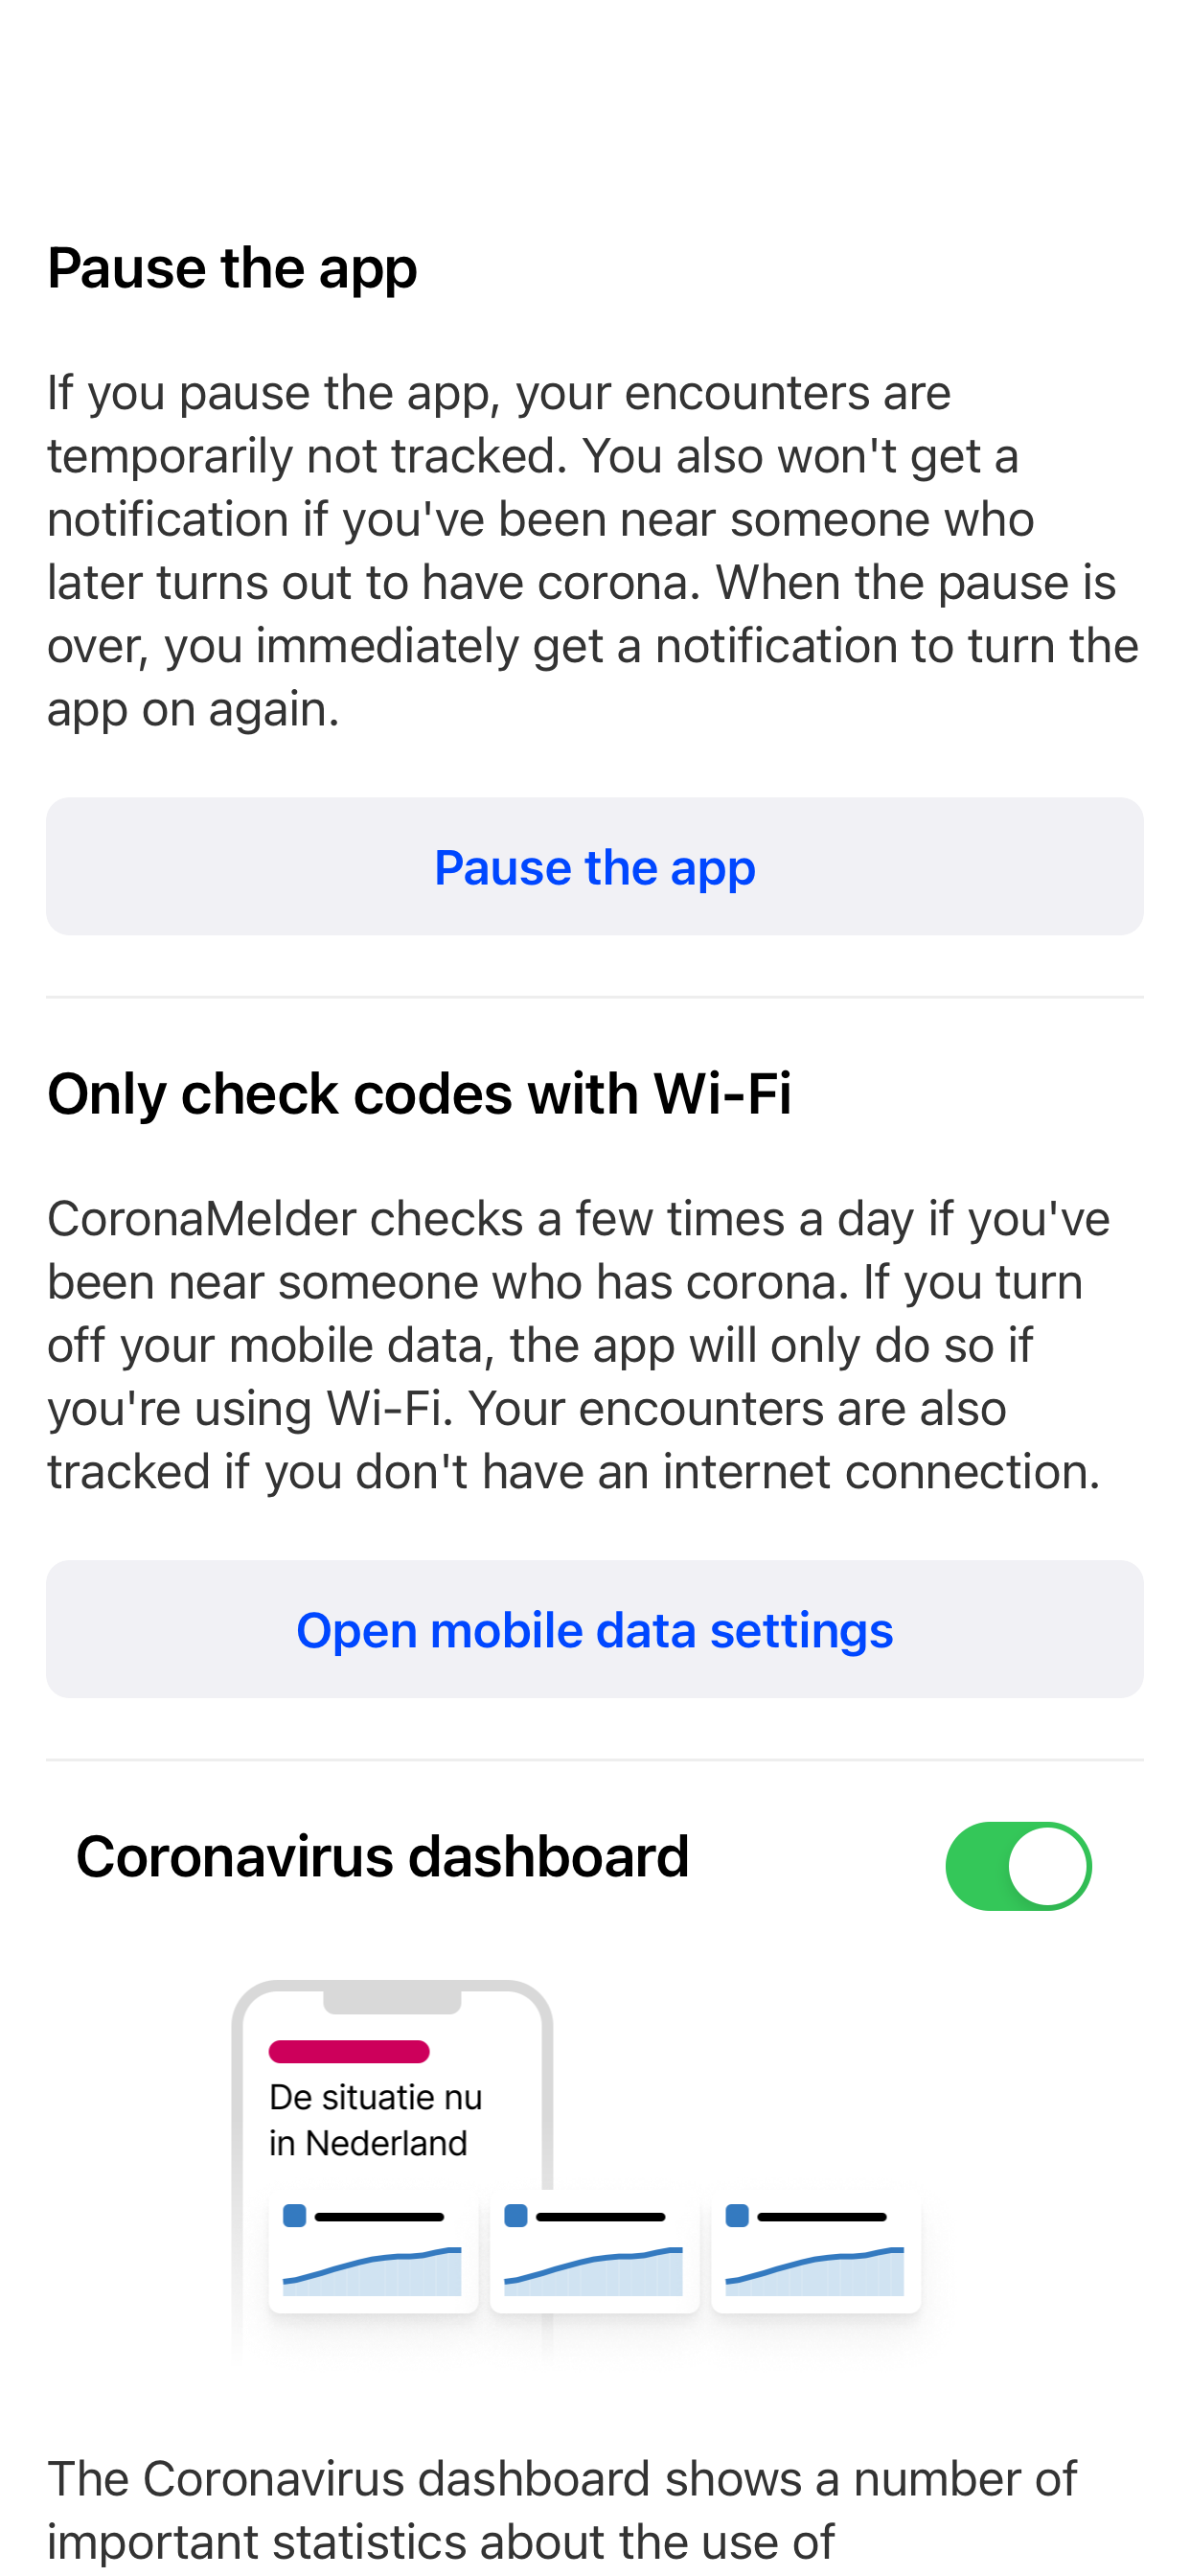 Pause the app
If you pause the app, your encounters are
temporarily not tracked. You also won't get a
notification if you've been near someone who
later turns out to have corona. When the pause is
over, you immediately get a notification to turn the
app on again.
Pause the app
Only check codes with Wi-Fi
CoronaMelder checks a few times a day if you've
been near someone who has corona. If you turn
off your mobile data, the app will only do so if
you're using Wi-Fi. Your encounters are also
tracked if you don't have an internet connection.
Open mobile data settings
Coronavirus dashboard
De situatie nu
in Nederland
The Coronavirus dashboard shows a number of
important statistics about the use of